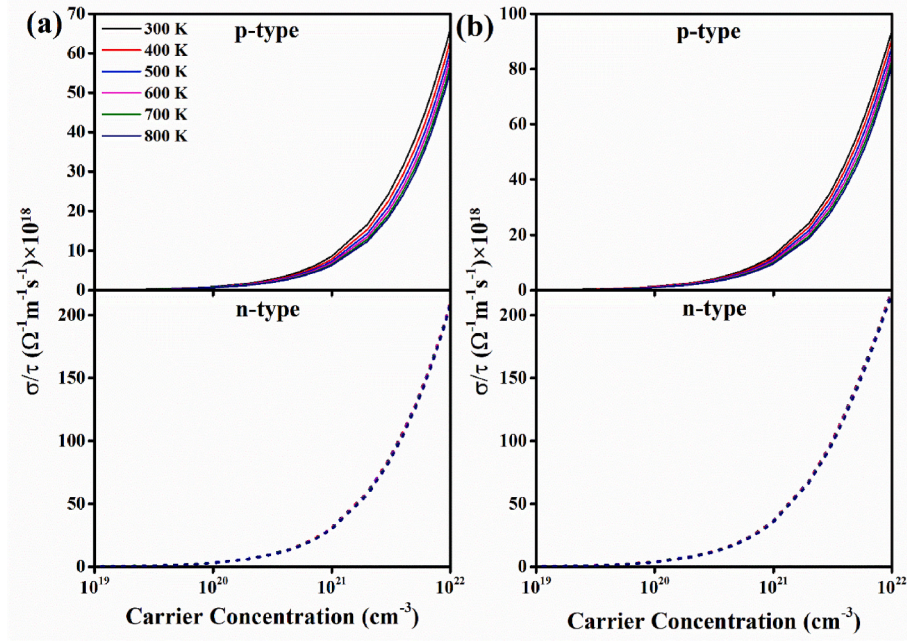 (a)
p-type
300 K
400 K
500 K
600 K
700 K
800 K
70
60
50
40
30
20
10
0
n-type
200
150
100
50
0
10¹⁹
10²⁰
10²¹
10²²
Carrier Concentration (cm⁻³)
σ/τ (Ω⁻¹m⁻¹s⁻¹)×10¹⁸
(b)
p-type
100
80
60
40
20
0
n-type
200
150
100
50
0
10¹⁹
10²⁰
10²¹
10²²
Carrier Concentration (cm⁻³)
σ/τ (Ω⁻¹m⁻¹s⁻¹)×10¹⁸